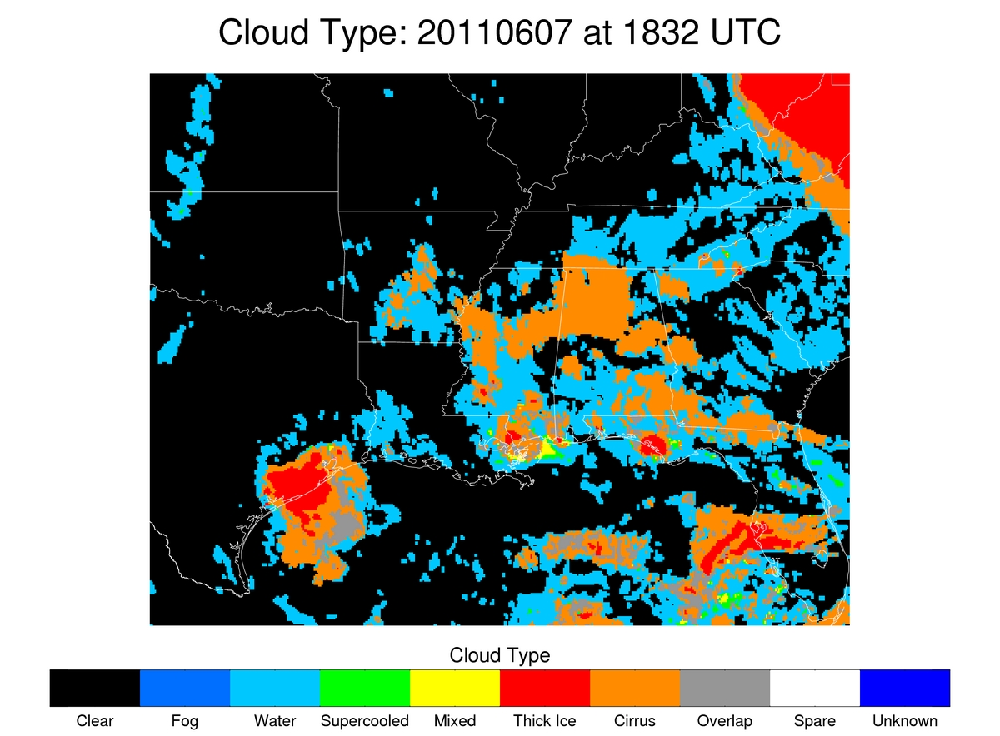 Cloud Type: 20110607 at 1832 UTC
Cloud Type
Clear Fog Water Supercooled Mixed Thick Ice Cirrus Overlap Spare Unknown